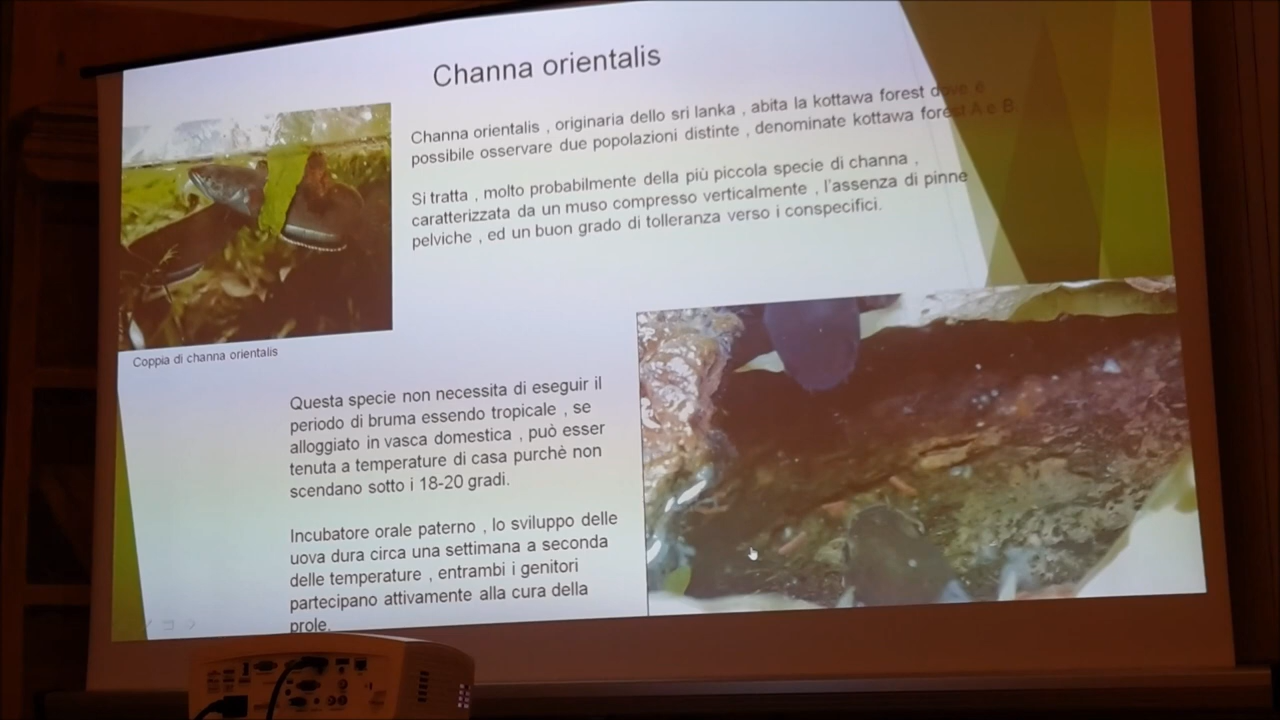 Channa orientalis
Channa orientalis , originaria dello sri lanka , abita la kottawa forest dove è
possibile osservare due popolazioni distinte , denominate kottawa forest A e B.
Si tratta , molto probabilmente della più piccola specie di channa ,
caratterizzata da un muso compresso verticalmente , l'assenza di pinne
pelviche , ed un buon grado di tolleranza verso i conspecifici.
Coppia di channa orientalis
Questa specie non necessita di eseguir il
periodo di bruma essendo tropicale , se
alloggiato in vasca domestica , può esser
tenuta a temperature di casa purchè non
scendano sotto i 18-20 gradi.
Incubatore orale paterno , lo sviluppo delle
uova dura circa una settimana a seconda
delle temperature , entrambi i genitori
partecipano attivamente alla cura della
prole.